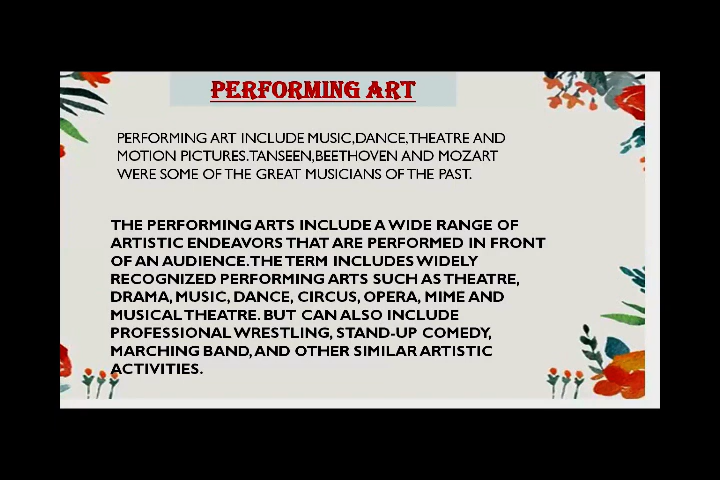 PERFORMING ART
PERFORMING ART INCLUDE MUSIC,DANCE,THEATRE AND
MOTION PICTURES.TANSEEN,BEETHOVEN AND MOZART
WERE SOME OF THE GREAT MUSICIANS OF THE PAST.
THE PERFORMING ARTS INCLUDE A WIDE RANGE OF
ARTISTIC ENDEAVORS THAT ARE PERFORMED IN FRONT
OF AN AUDIENCE.THE TERM INCLUDES WIDELY
RECOGNIZED PERFORMING ARTS SUCH AS THEATRE,
DRAMA, MUSIC, DANCE, CIRCUS, OPERA, MIME AND
MUSICAL THEATRE. BUT CAN ALSO INCLUDE
PROFESSIONAL WRESTLING, STAND-UP COMEDY,
MARCHING BAND, AND OTHER SIMILAR ARTISTIC
ACTIVITIES.